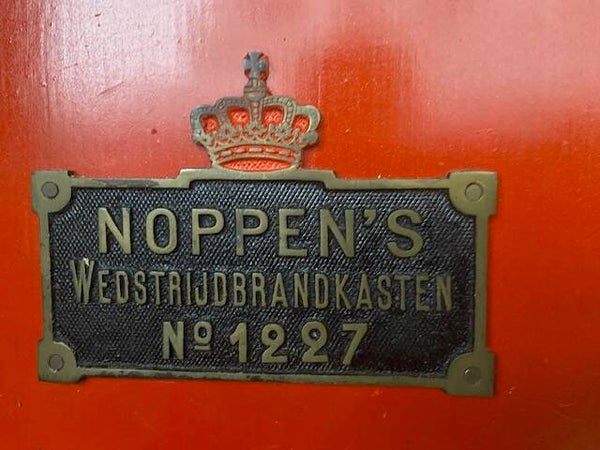 NOPPEN'S
WEDSTRIJDBRANDKASTEN
Nº 1227